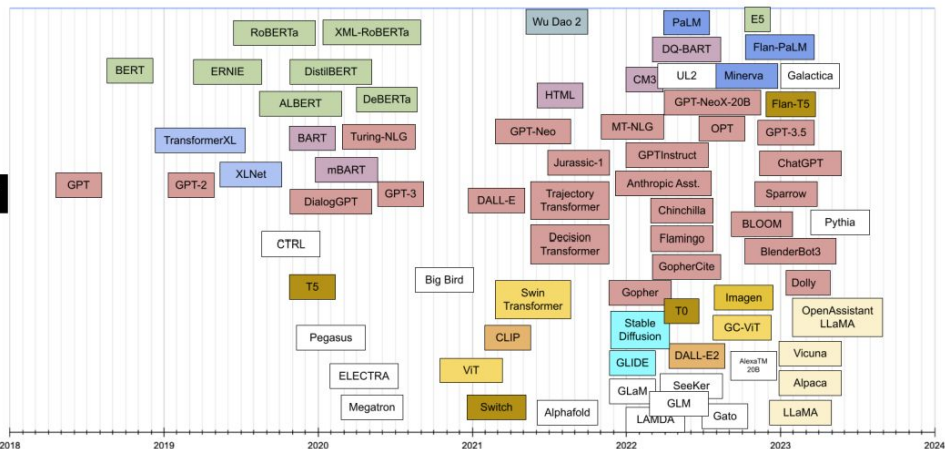 Wu Dao 2
PaLM
E5
RoBERTa
XML-RoBERTa
DQ-BART
Flan-PaLM
BERT
ERNIE
DistilBERT
CM3
UL2
Minerva
Galactica
ALBERT
DeBERTa
HTML
GPT-NeoX-20B
Flan-T5
TransformerXL
BART
Turing-NLG
GPT-Neo
MT-NLG
OPT
GPT-3.5
XLNet
mBART
Jurassic-1
GPTInstruct
ChatGPT
GPT
GPT-2
DialogGPT
GPT-3
DALL-E
Trajectory
Transformer
Anthropic Asst.
Sparrow
Chinchilla
BLOOM
Pythia
CTRL
Decision
Transformer
Flamingo
BlenderBot3
GopherCite
T5
Big Bird
Swin
Transformer
Gopher
T0
Imagen
Dolly
OpenAssistant
LLaMA
Pegasus
CLIP
Stable
Diffusion
GC-ViT
ELECTRA
ViT
GLIDE
DALL-E2
AlexaTM
20B
Vicuna
Megatron
Switch
Alphafold
GLaM
SeeKer
GLM
LAMDA
Gato
Alpaca
LLaMA
2018
2019
2020
2021
2022
2023
2024